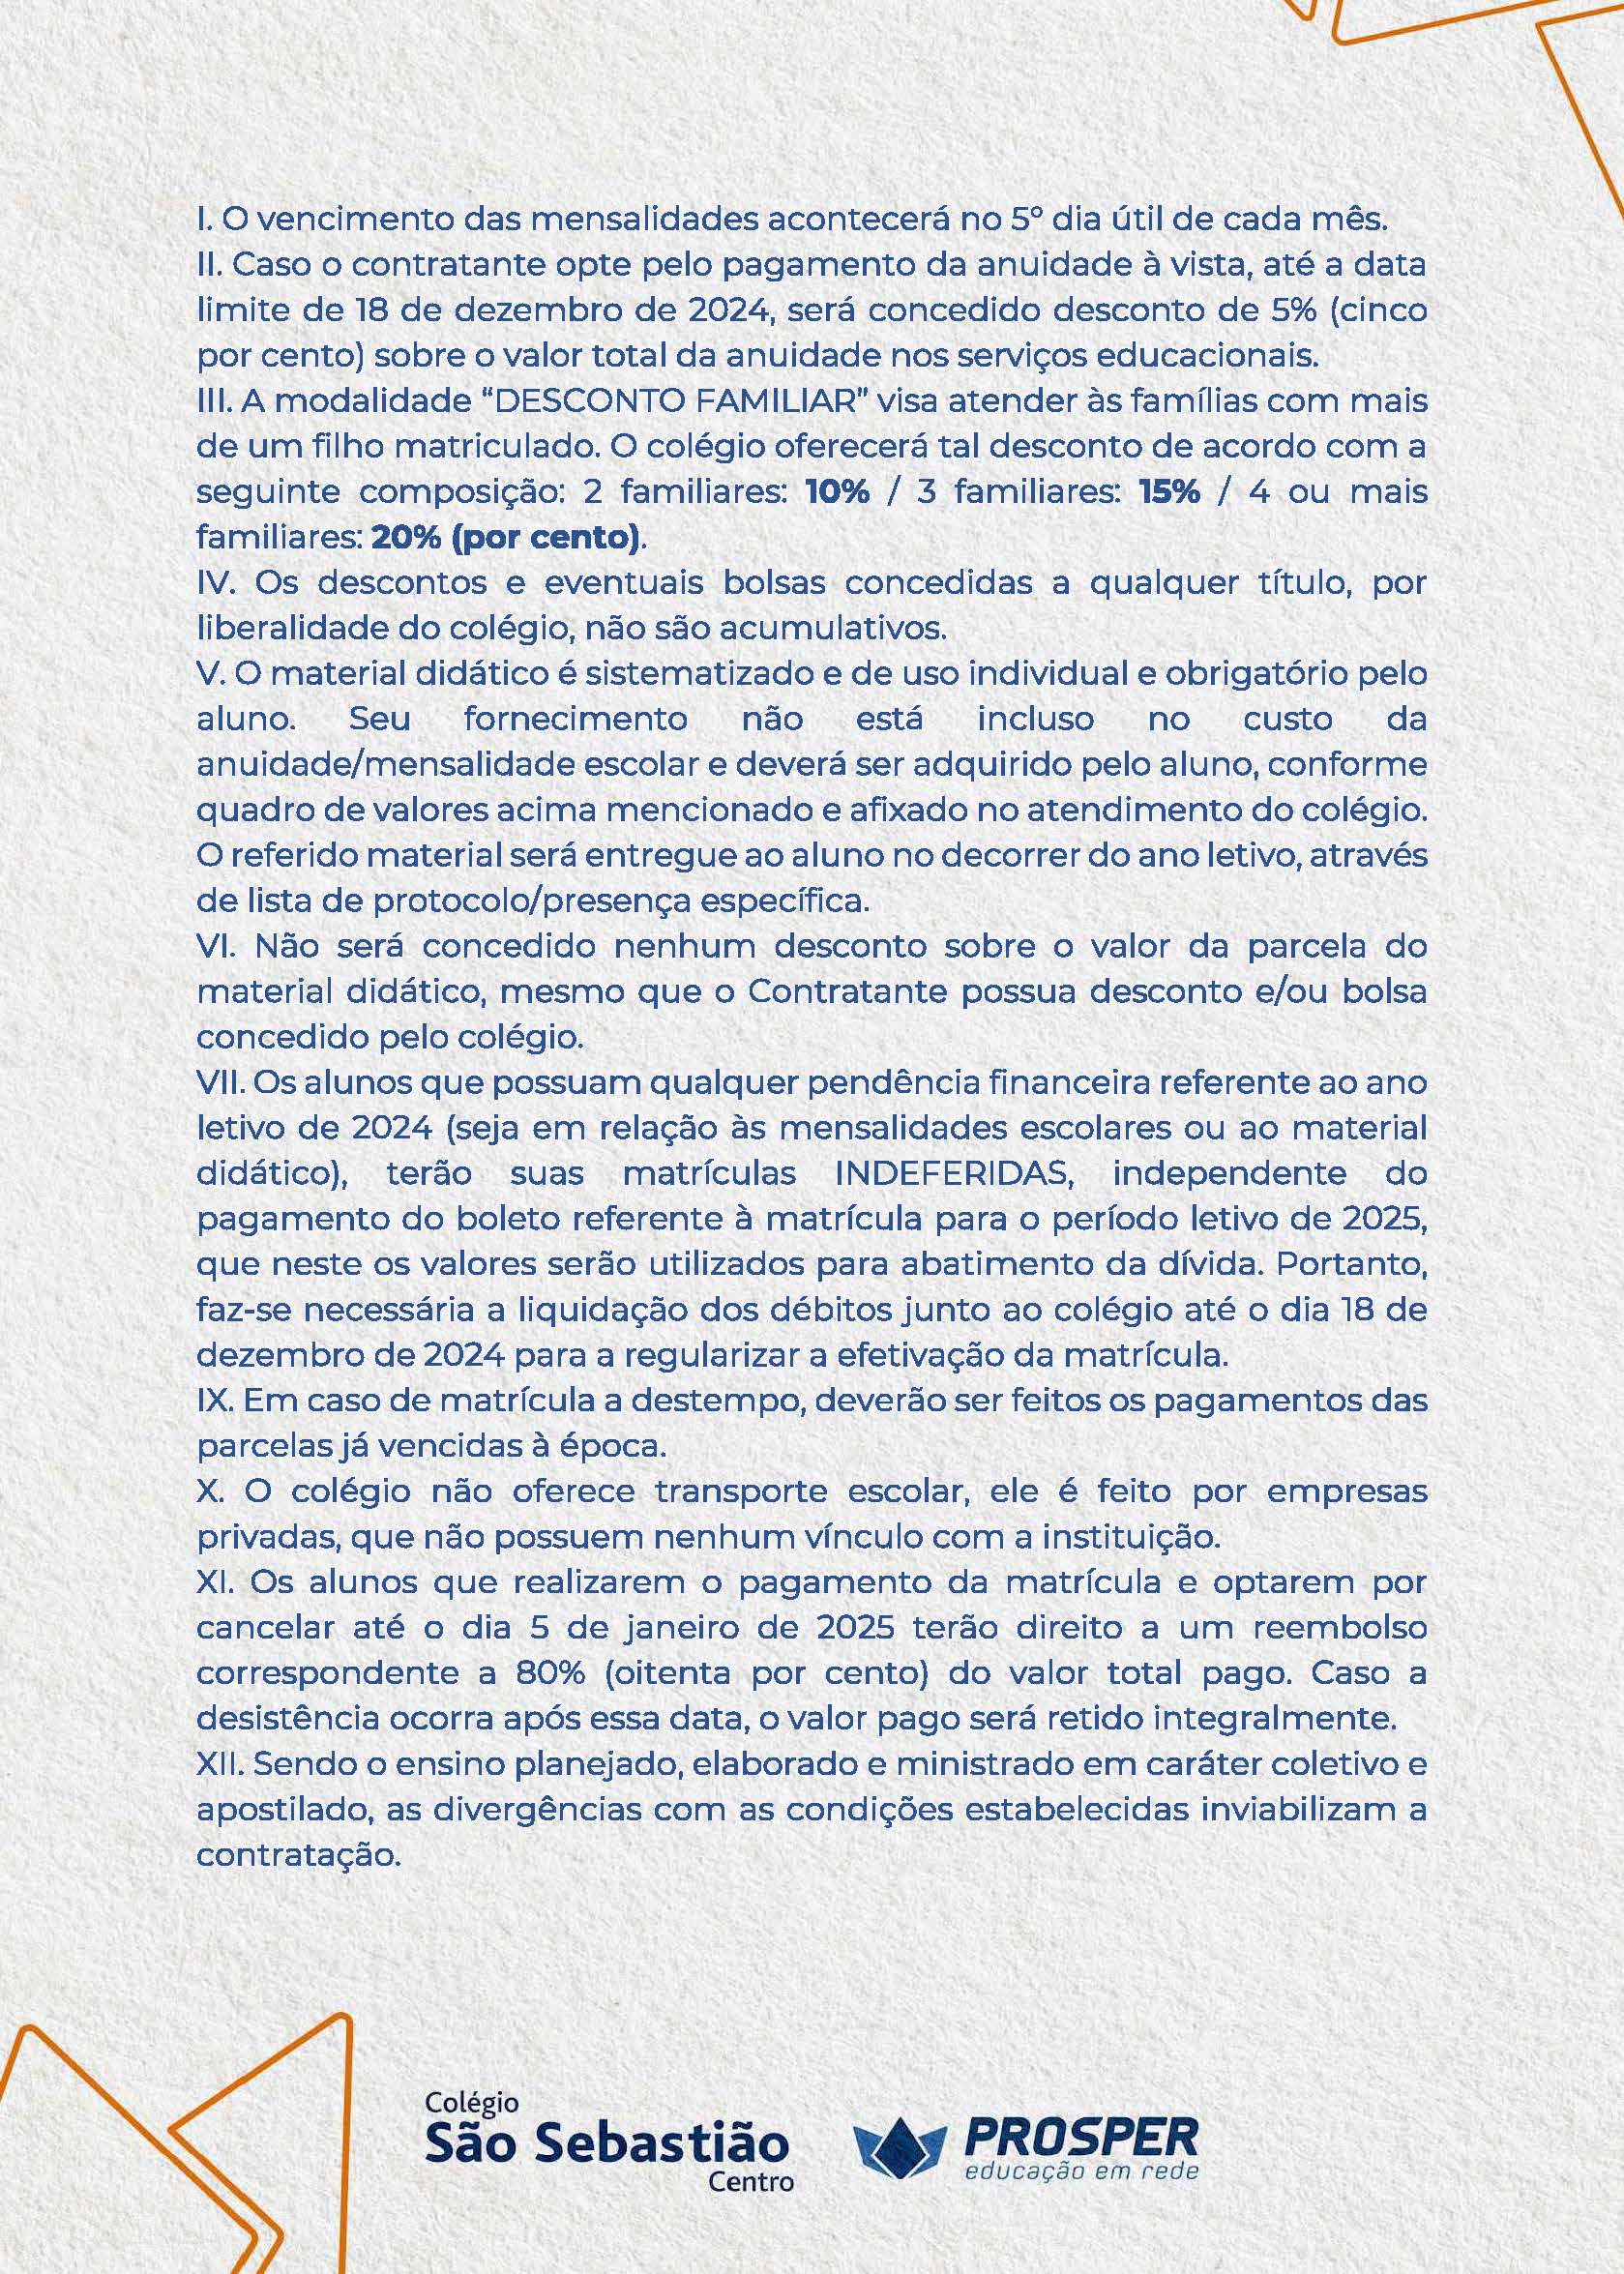 I. O vencimento das mensalidades acontecerá no 5º dia útil de cada mês.
II. Caso o contratante opte pelo pagamento da anuidade à vista, até a data
limite de 18 de dezembro de 2024, será concedido desconto de 5% (cinco
por cento) sobre o valor total da anuidade nos serviços educacionais.
III. A modalidade “DESCONTO FAMILIAR” visa atender às famílias com mais
de um filho matriculado. O colégio oferecerá tal desconto de acordo com a
seguinte composição: 2 familiares: 10% / 3 familiares: 15% / 4 ou mais
familiares: 20% (por cento).
IV. Os descontos e eventuais bolsas concedidas a qualquer título, por
liberalidade do colégio, não são acumulativos.
V. O material didático é sistematizado e de uso individual e obrigatório pelo
aluno. Seu fornecimento não está incluso no custo da
anuidade/mensalidade escolar e deverá ser adquirido pelo aluno, conforme
quadro de valores acima mencionado e afixado no atendimento do colégio.
O referido material será entregue ao aluno no decorrer do ano letivo, através
de lista de protocolo/presença específica.
VI. Não será concedido nenhum desconto sobre o valor da parcela do
material didático, mesmo que o Contratante possua desconto e/ou bolsa
concedido pelo colégio.
VII. Os alunos que possuam qualquer pendência financeira referente ao ano
letivo de 2024 (seja em relação às mensalidades escolares ou ao material
didático), terão suas matrículas INDEFERIDAS, independente do
pagamento do boleto referente à matrícula para o período letivo de 2025,
que neste os valores serão utilizados para abatimento da dívida. Portanto,
faz-se necessária a liquidação dos débitos junto ao colégio até o dia 18 de
dezembro de 2024 para a regularizar a efetivação da matrícula.
IX. Em caso de matrícula a destempo, deverão ser feitos os pagamentos das
parcelas já vencidas à época.
X. O colégio não oferece transporte escolar, ele é feito por empresas
privadas, que não possuem nenhum vínculo com a instituição.
XI. Os alunos que realizarem o pagamento da matrícula e optarem por
cancelar até o dia 5 de janeiro de 2025 terão direito a um reembolso
correspondente a 80% (oitenta por cento) do valor total pago. Caso a
desistência ocorra após essa data, o valor pago será retido integralmente.
XII. Sendo o ensino planejado, elaborado e ministrado em caráter coletivo e
apostilado, as divergências com as condições estabelecidas inviabilizam a
contratação.
Colégio
São Sebastião
Centro
PROSPER
educação em rede